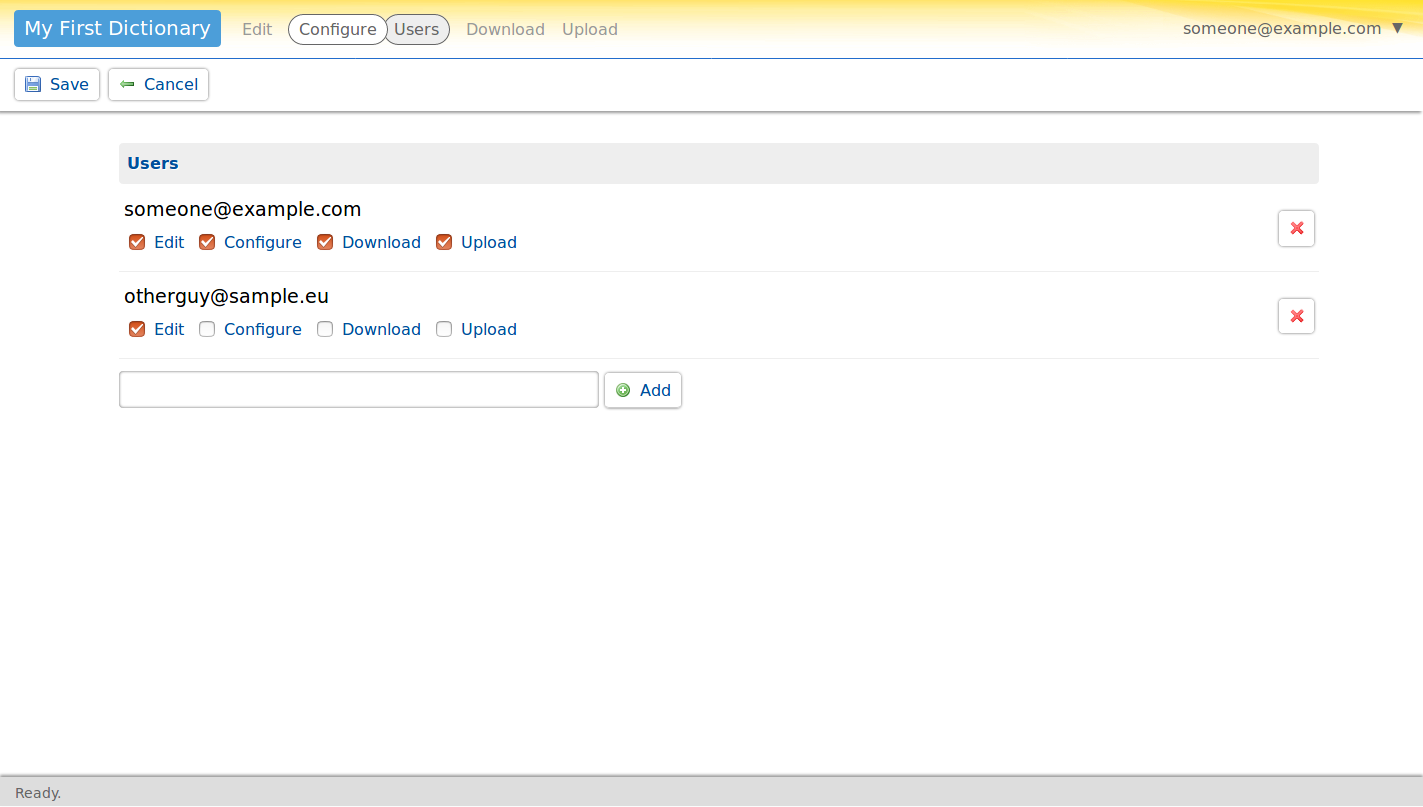 My First Dictionary Edit Configure Users Download Upload someone@example.com ▼
Save Cancel
Users
someone@example.com
Edit Configure Download Upload
otherguy@sample.eu
Edit Configure Download Upload
Add
Ready.